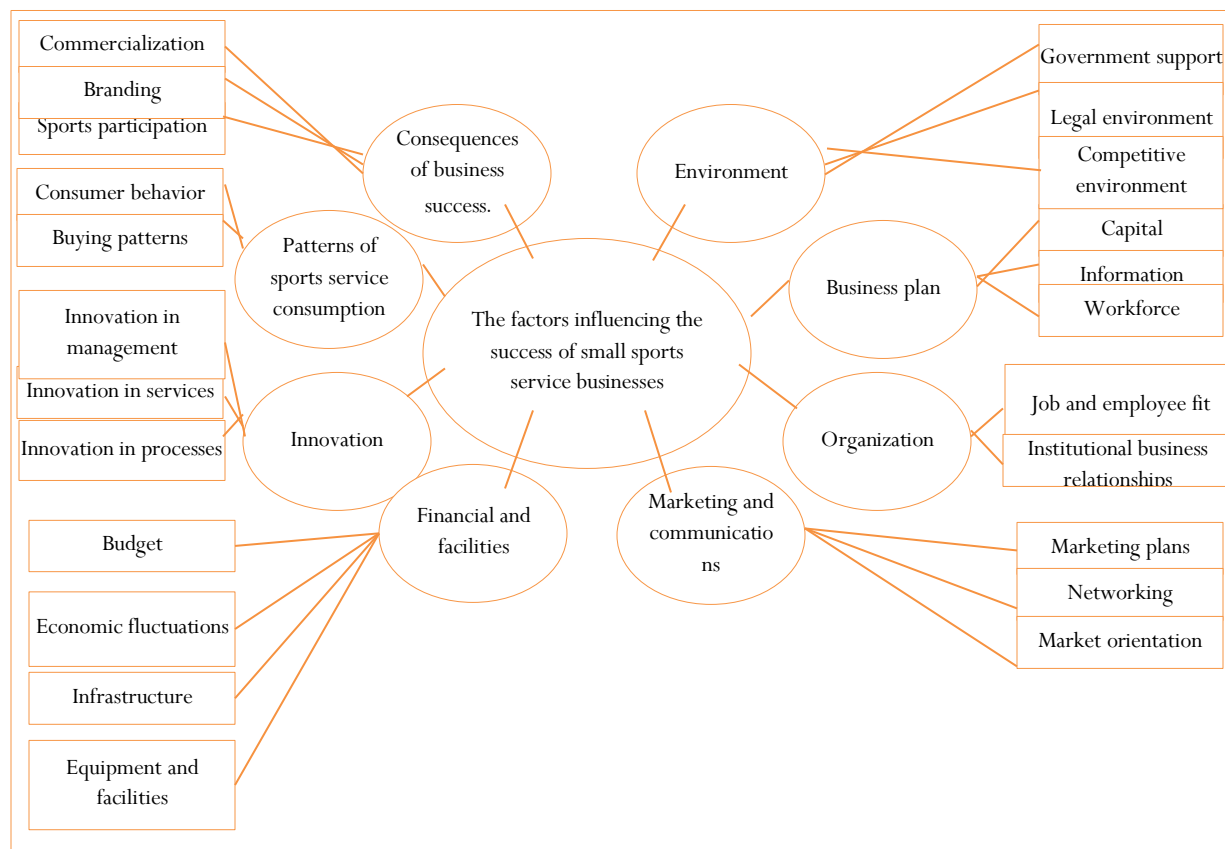 Commercialization
Branding
Sports participation
Consumer behavior
Buying patterns
Innovation in
management
Innovation in services
Innovation in processes
Budget
Economic fluctuations
Infrastructure
Equipment and
facilities
Consequences
of business
success.
Patterns of
sports service
consumption
Innovation
Financial and
facilities
The factors influencing the
success of small sports
service businesses
Environment
Business plan
Organization
Marketing and
communicatio
ns
Government support
Legal environment
Competitive
environment
Capital
Information
Workforce
Job and employee fit
Institutional business
relationships
Marketing plans
Networking
Market orientation